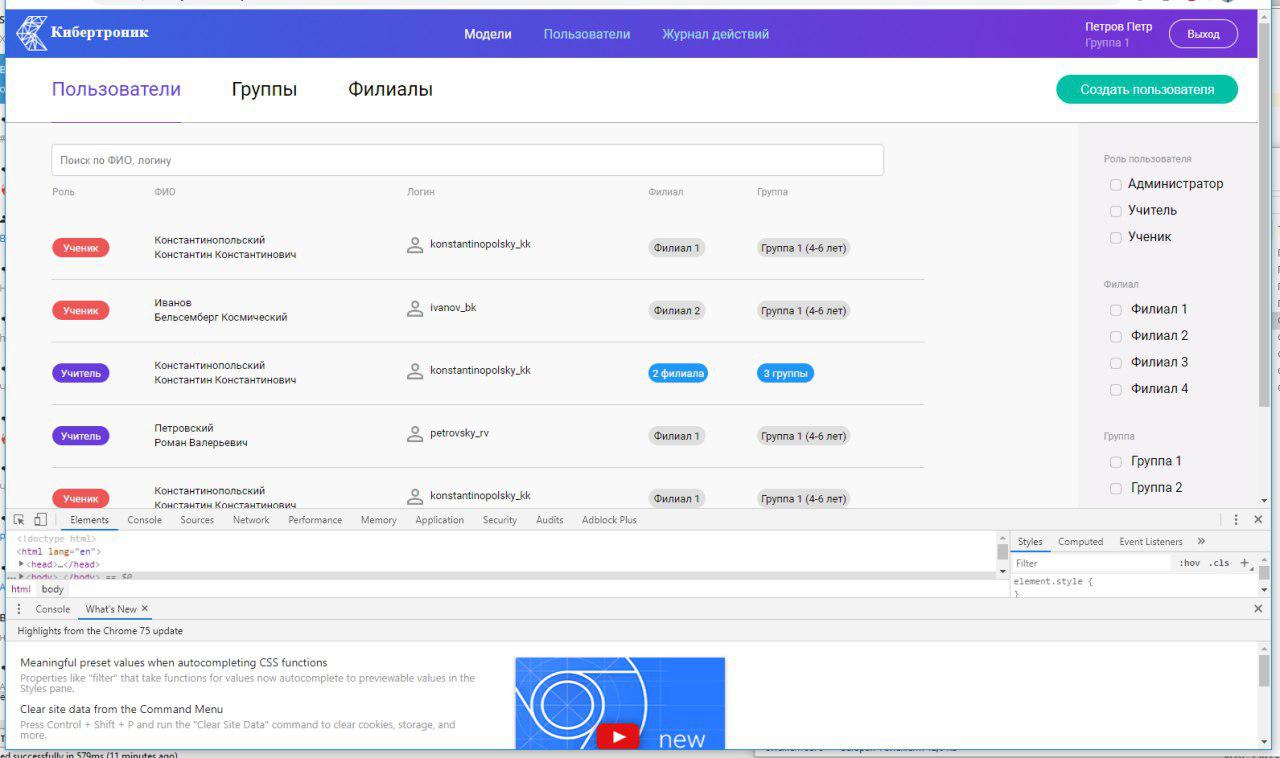 Кибертроник
Модели
Пользователи
Журнал действий
Петров Петр
Группа 1
Выход
Пользователи
Группы
Филиалы
Создать пользователя
Поиск по ФИО, логину
Роль
ФИО
Логин
Филиал
Группа
Ученик
Константинопольский
Константин Константинович
konstantinopolsky_kk
Филиал 1
Группа 1 (4-6 лет)
Ученик
Иванов
Бельсемберг Космический
ivanov_bk
Филиал 2
Группа 1 (4-6 лет)
Учитель
Константинопольский
Константин Константинович
konstantinopolsky_kk
2 филиала
3 группы
Учитель
Петровский
Роман Валерьевич
petrovsky_rv
Филиал 1
Группа 1 (4-6 лет)
Ученик
Константинопольский
Константин Константинович
konstantinopolsky_kk
Филиал 1
Группа 1 (4-6 лет)
Роль пользователя
Администратор
Учитель
Ученик
Филиал
Филиал 1
Филиал 2
Филиал 3
Филиал 4
Группа
Группа 1
Группа 2
Elements
Console
Sources
Network
Performance
Memory
Application
Security
Audits
Adblock Plus
<!doctype html>
<html lang="en">
<head>…</head>
<body> </body> == $0
html body
Styles
Computed
Event Listeners
Filter
:hov .cls +
element.style {
}
Console
What's New
Highlights from the Chrome 75 update
Meaningful preset values when autocompleting CSS functions
Properties like "filter" that take functions for values now autocomplete to previewable values in the
Styles pane.
Clear site data from the Command Menu
Press Control + Shift + P and run the "Clear Site Data" command to clear cookies, storage, and
more.
new
ed successfully in 579ms (11 minutes ago)